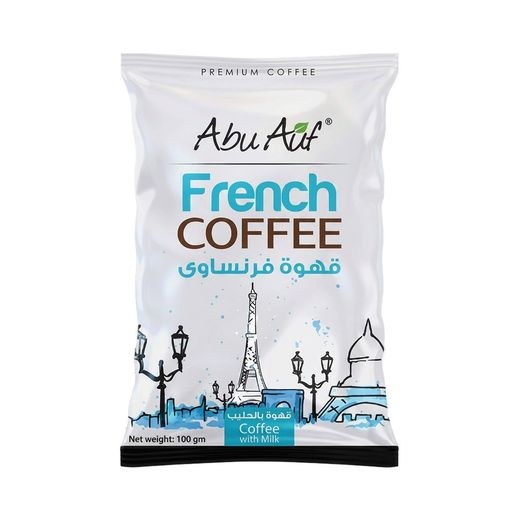 PREMIUM COFFEE
Abu Auf®
French
COFFEE
قهوة فرنساوى
قهوة بالحليب
Coffee
with Milk
Net weight: 100 gm